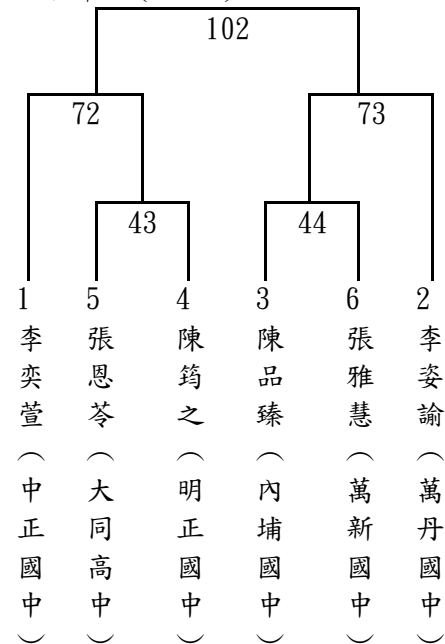 102
72
73
43
44
1
5
4
3
6
2
李奕萱（中正國中）
張恩苓（大同高中）
陳筠之（明正國中）
陳品臻（內埔國中）
張雅慧（萬新國中）
李姿諭（萬丹國中）